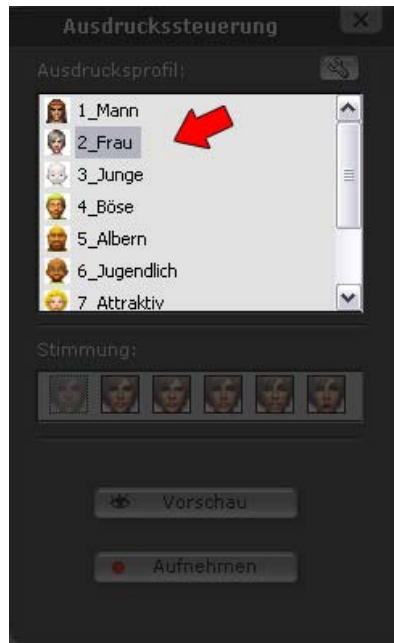 Ausdruckssteuerung
Ausdrucksprofil:
1_Mann
2_Frau
3_Junge
4_Böse
5_Albern
6_Jugendlich
7_Attraktiv
Stimmung:
Vorschau
Aufnehmen